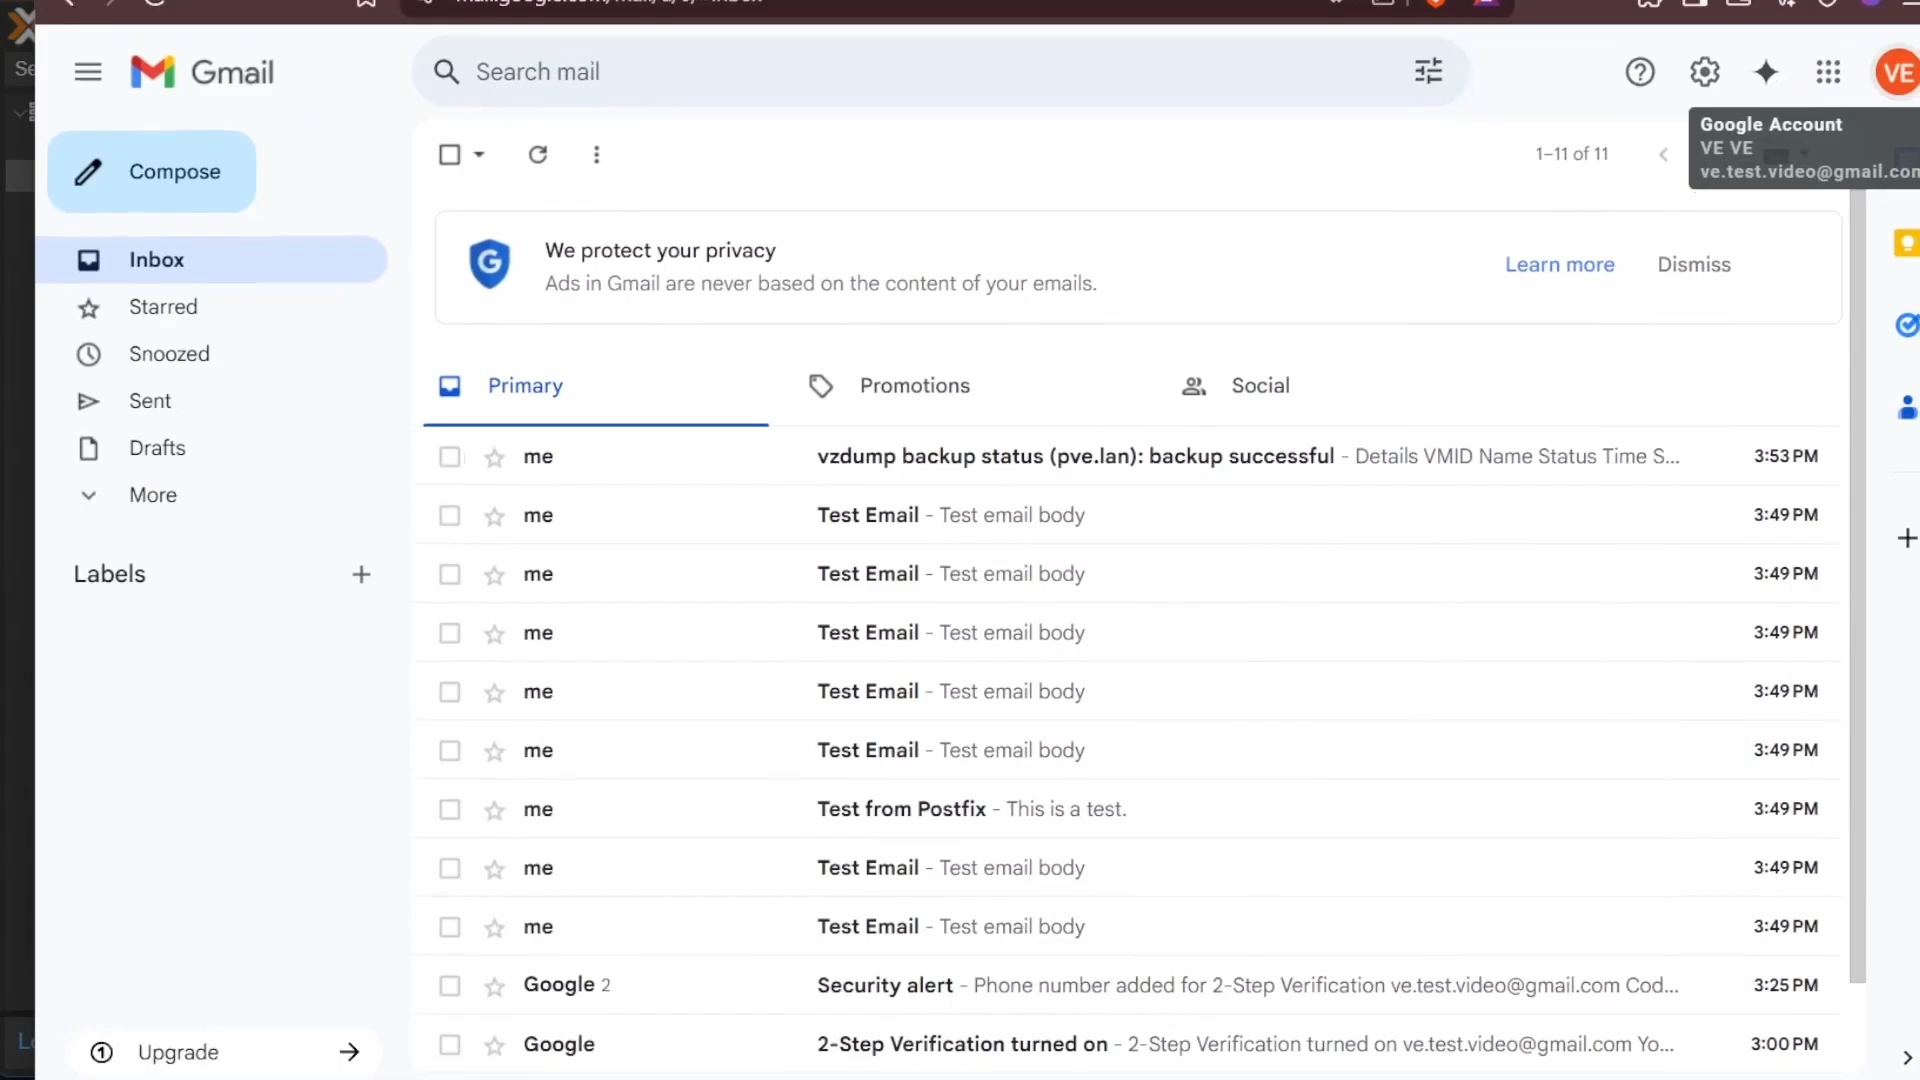 Gmail
Search mail
VE
Google Account
VE VE
ve.test.video@gmail.com
Compose
1–11 of 11
Inbox
Starred
Snoozed
Sent
Drafts
More
Labels
We protect your privacy
Ads in Gmail are never based on the content of your emails.
Learn more
Dismiss
Primary
Promotions
Social
me vzdump backup status (pve.lan): backup successful - Details VMID Name Status Time S... 3:53 PM
me Test Email - Test email body 3:49 PM
me Test Email - Test email body 3:49 PM
me Test Email - Test email body 3:49 PM
me Test Email - Test email body 3:49 PM
me Test Email - Test email body 3:49 PM
me Test from Postfix - This is a test. 3:49 PM
me Test Email - Test email body 3:49 PM
me Test Email - Test email body 3:49 PM
Google 2 Security alert - Phone number added for 2-Step Verification ve.test.video@gmail.com Cod... 3:25 PM
Google 2-Step Verification turned on - 2-Step Verification turned on ve.test.video@gmail.com Yo... 3:00 PM
Upgrade